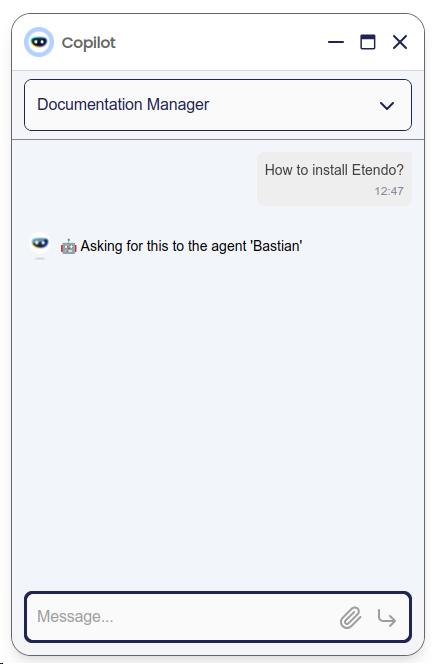 Copilot
Documentation Manager
How to install Etendo?
12:47
🤖 Asking for this to the agent 'Bastian'
Message...